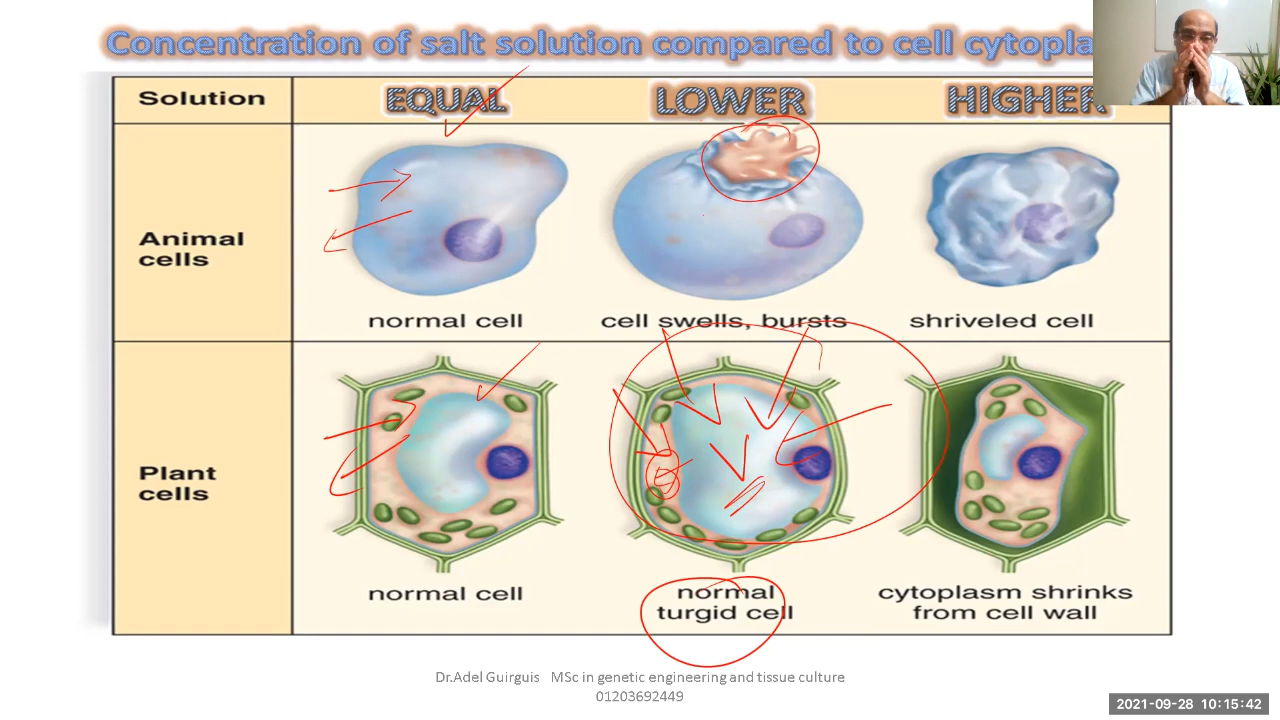 Concentration of salt solution compared to cell
Solution EQUAL LOWER HIGHER
Animal
cells
normal cell cell swells, bursts shriveled cell
Plant
cells
normal cell normal cytoplasm shrinks
turgid cell from cell wall
Dr.Adel Guirguis MSc in genetic engineering and tissue culture
01203692449
2021-09-28 10:15:42